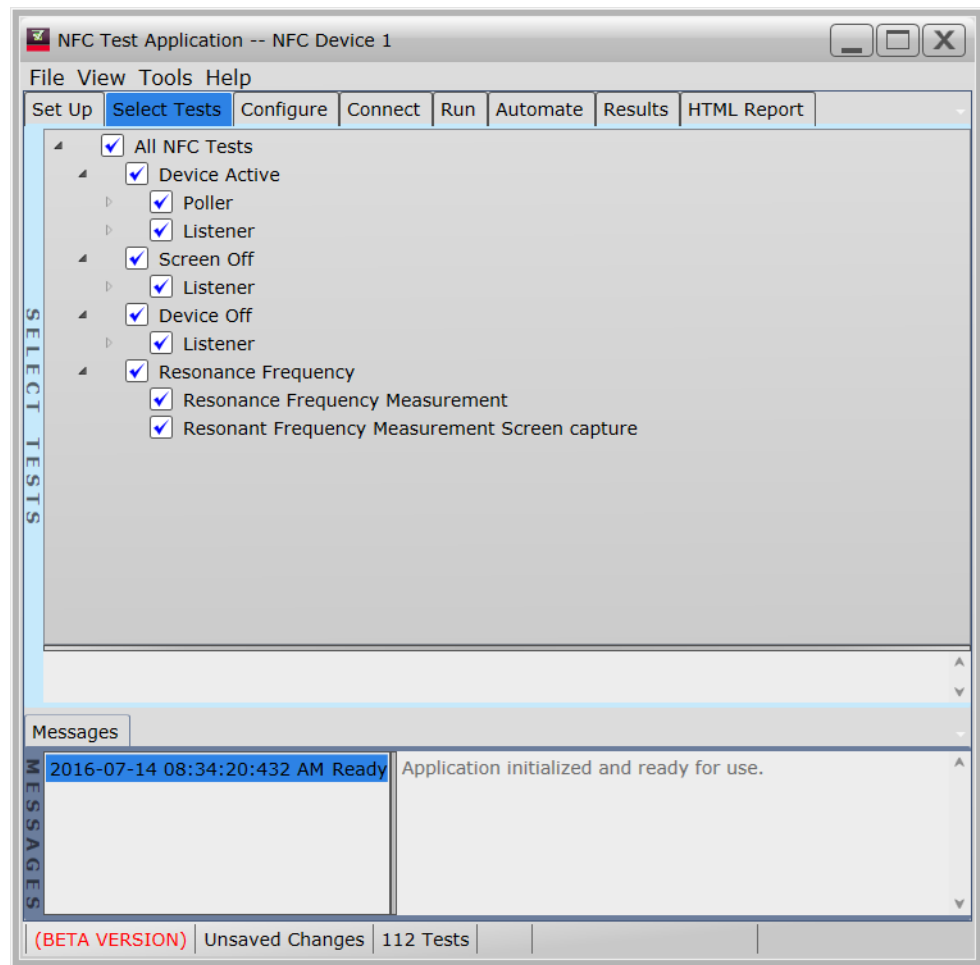 NFC Test Application -- NFC Device 1
File View Tools Help
Set Up Select Tests Configure Connect Run Automate Results HTML Report
All NFC Tests
Device Active
Poller
Listener
Screen Off
Listener
Device Off
Listener
Resonance Frequency
Resonance Frequency Measurement
Resonant Frequency Measurement Screen capture
SELECT TESTS
Messages
MESSAGES
2016-07-14 08:34:20:432 AM Ready
Application initialized and ready for use.
(BETA VERSION) Unsaved Changes 112 Tests